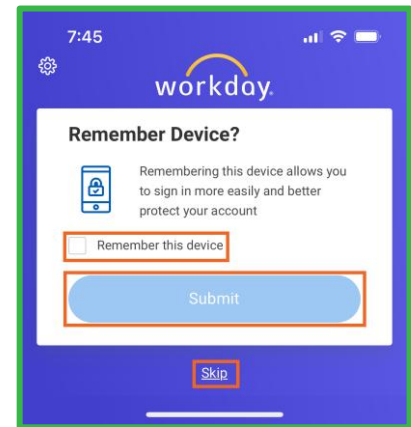 7:45
workday.
Remember Device?
Remembering this device allows you
to sign in more easily and better
protect your account
Remember this device
Submit
Skip